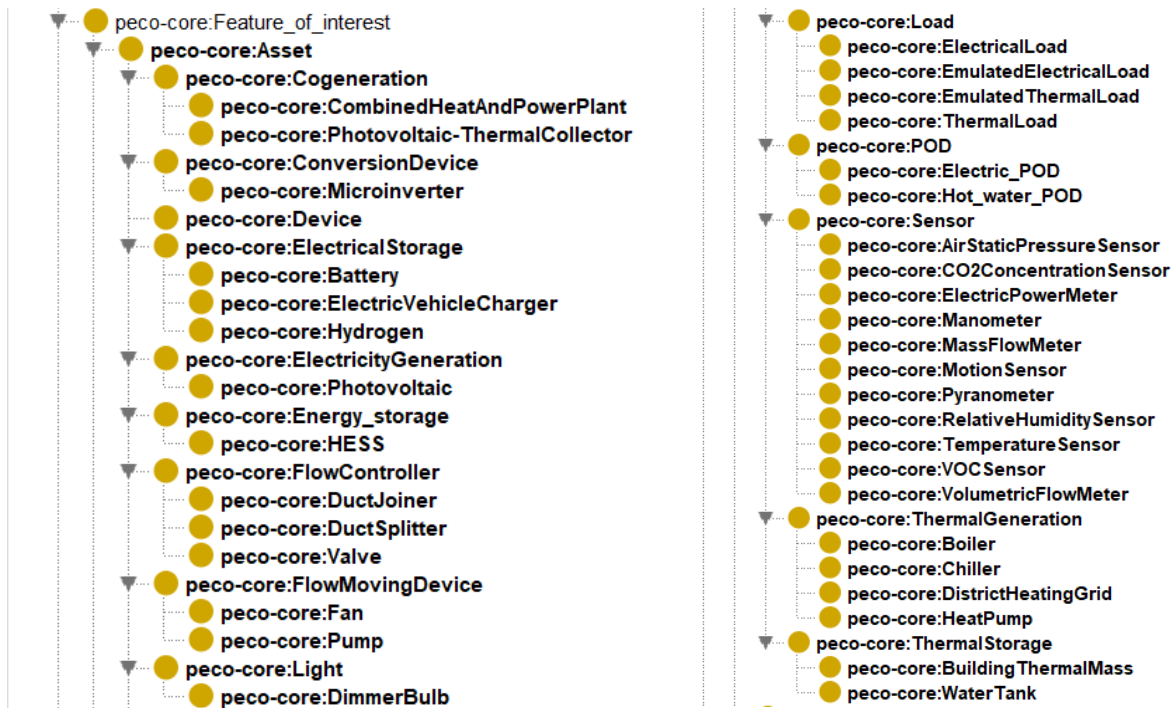 peco-core:Feature_of_interest
peco-core:Asset
peco-core:Cogeneration
peco-core:CombinedHeatAndPowerPlant
peco-core:Photovoltaic-ThermalCollector
peco-core:ConversionDevice
peco-core:Microinverter
peco-core:Device
peco-core:ElectricalStorage
peco-core:Battery
peco-core:ElectricVehicleCharger
peco-core:Hydrogen
peco-core:ElectricityGeneration
peco-core:Photovoltaic
peco-core:Energy_storage
peco-core:HESS
peco-core:FlowController
peco-core:DuctJoiner
peco-core:DuctSplitter
peco-core:Valve
peco-core:FlowMovingDevice
peco-core:Fan
peco-core:Pump
peco-core:Light
peco-core:DimmerBulb
peco-core:Load
peco-core:ElectricalLoad
peco-core:EmulatedElectricalLoad
peco-core:EmulatedThermalLoad
peco-core:ThermalLoad
peco-core:POD
peco-core:Electric_POD
peco-core:Hot_water_POD
peco-core:Sensor
peco-core:AirStaticPressureSensor
peco-core:CO2ConcentrationSensor
peco-core:ElectricPowerMeter
peco-core:Manometer
peco-core:MassFlowMeter
peco-core:MotionSensor
peco-core:Pyranometer
peco-core:RelativeHumiditySensor
peco-core:TemperatureSensor
peco-core:VOCSensor
peco-core:VolumetricFlowMeter
peco-core:ThermalGeneration
peco-core:Boiler
peco-core:Chiller
peco-core:DistrictHeatingGrid
peco-core:HeatPump
peco-core:ThermalStorage
peco-core:BuildingThermalMass
peco-core:WaterTank